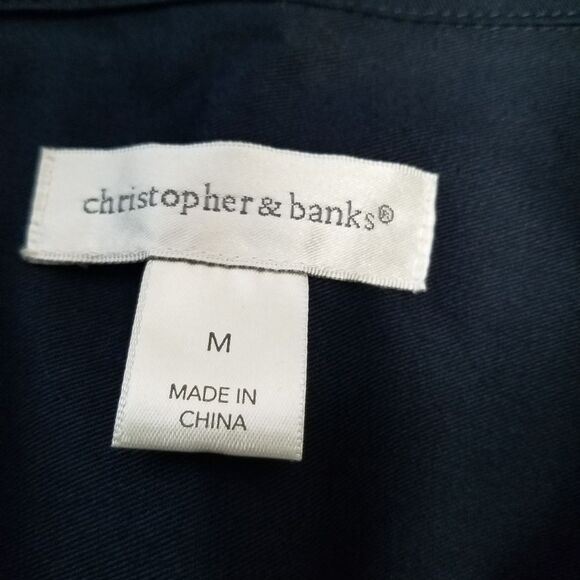 christopher & banks®
M
MADE IN
CHINA